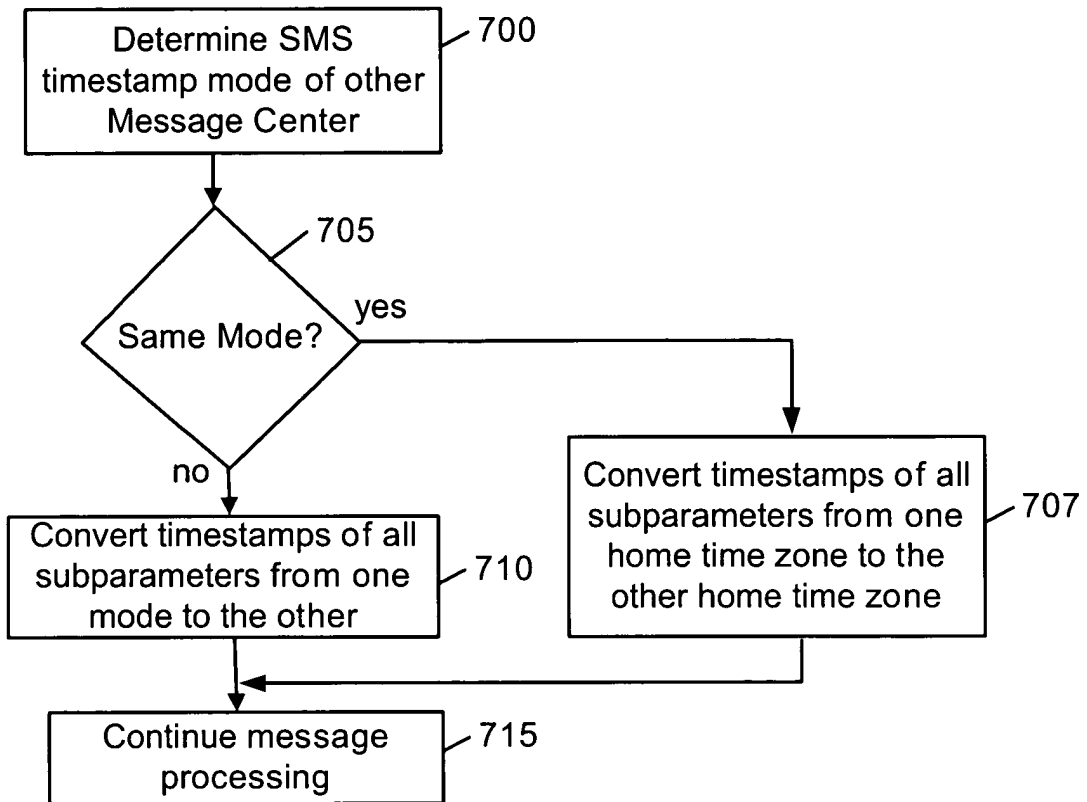 Determine SMS
timestamp mode of other
Message Center
700
705
Same Mode?
yes
no
Convert timestamps of all
subparameters from one
mode to the other
710
Convert timestamps of all
subparameters from one
home time zone to the
other home time zone
707
Continue message
processing
715